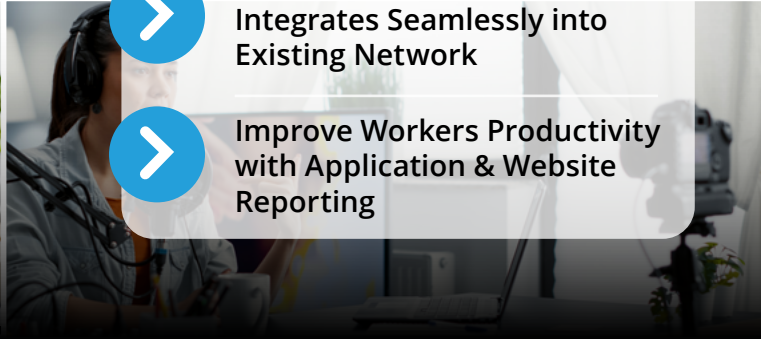 Integrates Seamlessly into
Existing Network
Improve Workers Productivity
with Application & Website
Reporting